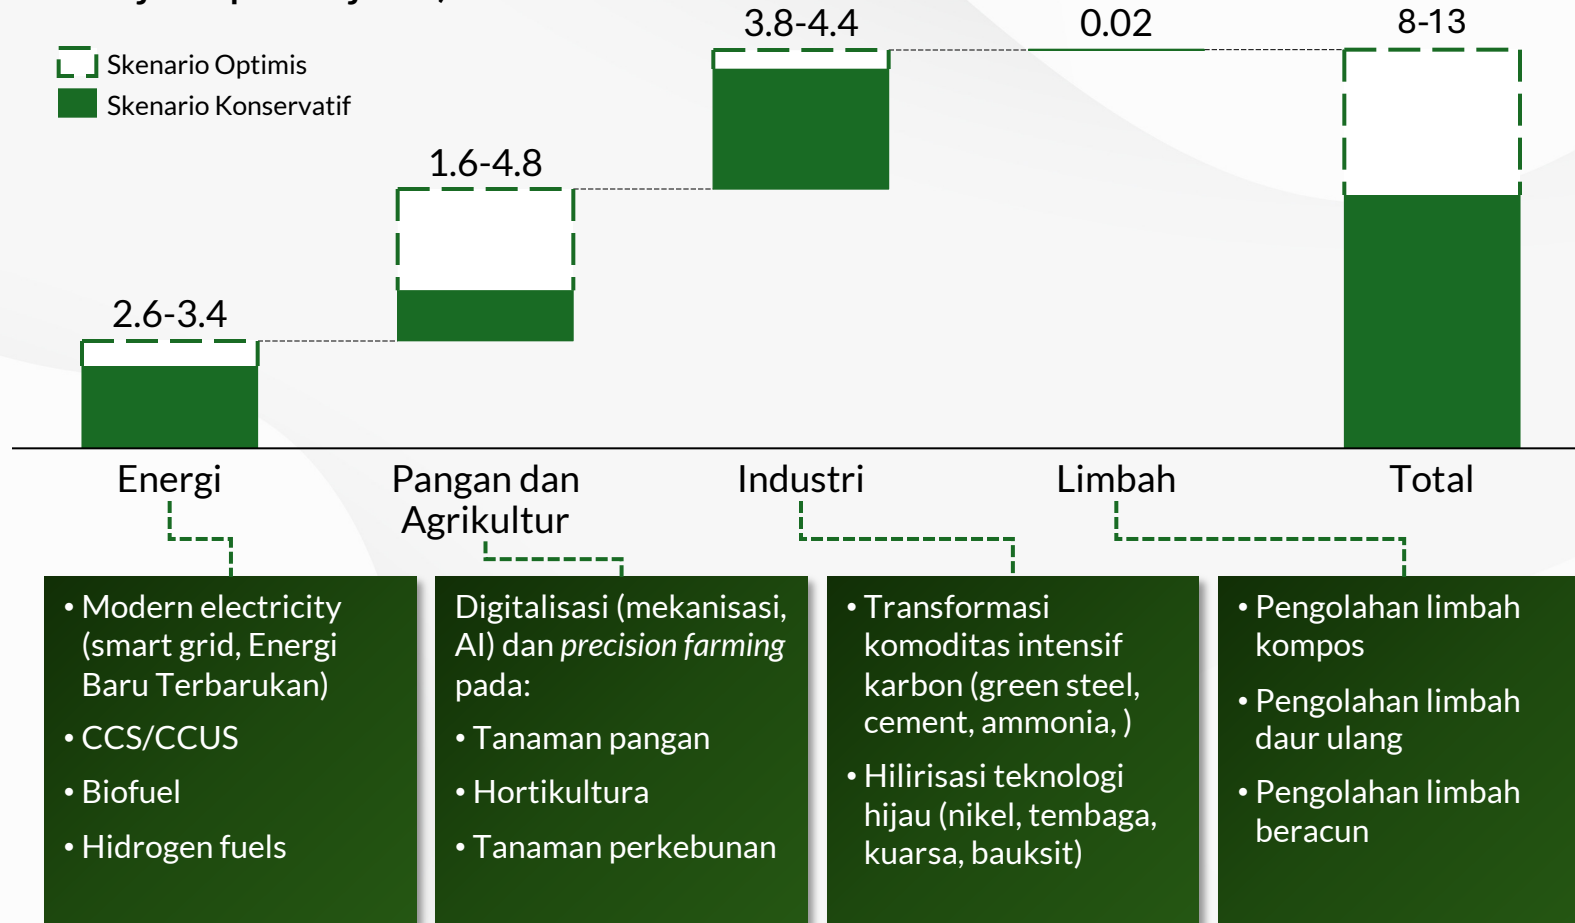 3.8-4.4
0.02
8-13
Skenario Optimis
Skenario Konservatif
1.6-4.8
2.6-3.4
Energi
Pangan dan
Agrikultur
Industri
Limbah
Total
• Modern electricity
(smart grid, Energi
Baru Terbarukan)
• CCS/CCUS
• Biofuel
• Hidrogen fuels
Digitalisasi (mekanisasi,
AI) dan precision farming
pada:
• Tanaman pangan
• Hortikultura
• Tanaman perkebunan
• Transformasi
komoditas intensif
karbon (green steel,
cement, ammonia, )
• Hilirisasi teknologi
hijau (nikel, tembaga,
kuarsa, bauksit)
• Pengolahan limbah
kompos
• Pengolahan limbah
daur ulang
• Pengolahan limbah
beracun